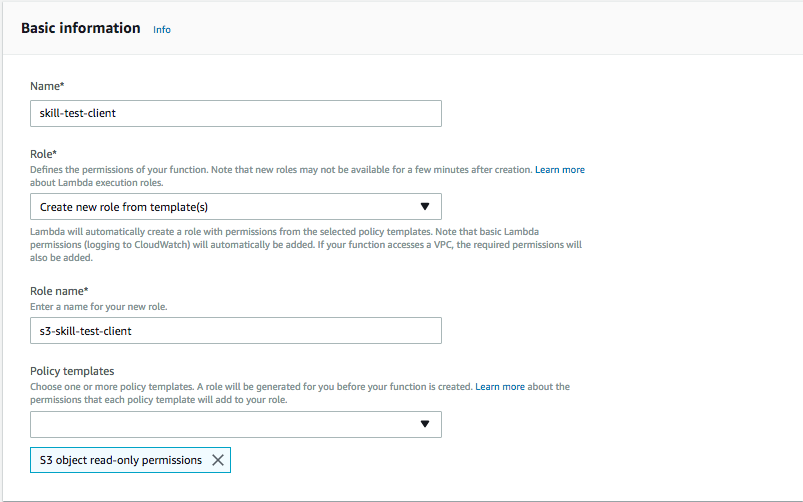 Basic information Info
Name*
skill-test-client
Role*
Defines the permissions of your function. Note that new roles may not be available for a few minutes after creation. Learn more
about Lambda execution roles.
Create new role from template(s)
Lambda will automatically create a role with permissions from the selected policy templates. Note that basic Lambda
permissions (logging to CloudWatch) will automatically be added. If your function accesses a VPC, the required permissions will
also be added.
Role name*
Enter a name for your new role.
s3-skill-test-client
Policy templates
Choose one or more policy templates. A role will be generated for you before your function is created. Learn more about the
permissions that each policy template will add to your role.
S3 object read-only permissions